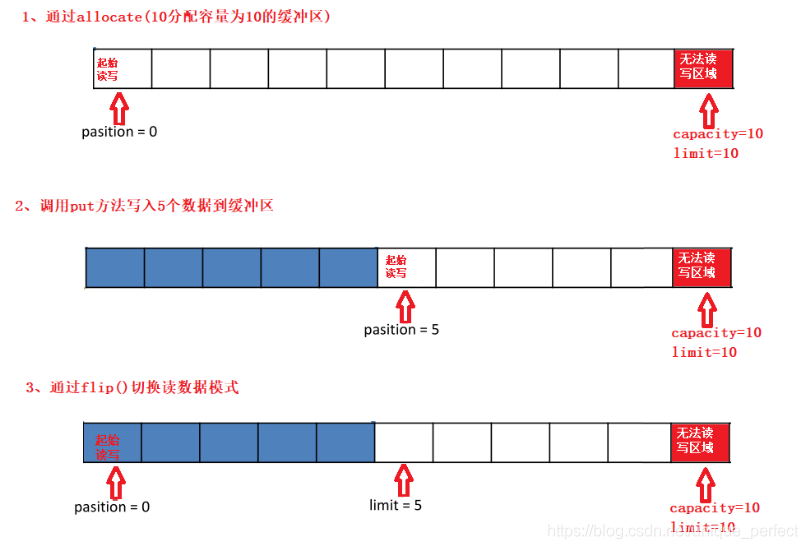 1、通过allocate(10分配容量为10的缓冲区)
起始
读写
无法读
写区域
pasition = 0
capacity=10
limit=10
2、调用put方法写入5个数据到缓冲区
起始
读写
无法读
写区域
pasition = 5
capacity=10
limit=10
3、通过flip()切换读数据模式
起始
读写
无法读
写区域
pasition = 0
limit = 5
capacity=10
limit=10
https://blog.csdn.net/unique_perfect